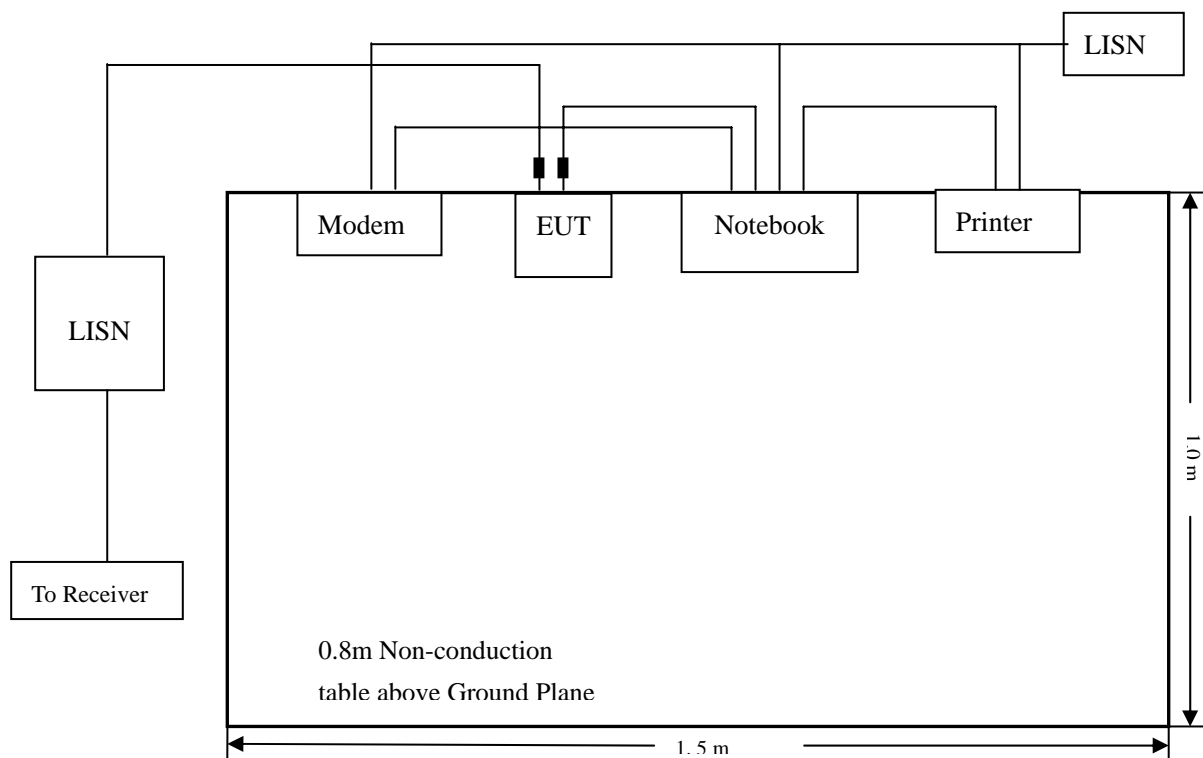 LISN
Modem
EUT
Notebook
Printer
LISN
1.0 m
To Receiver
0.8m Non-conduction
table above Ground Plane
1. 5 m